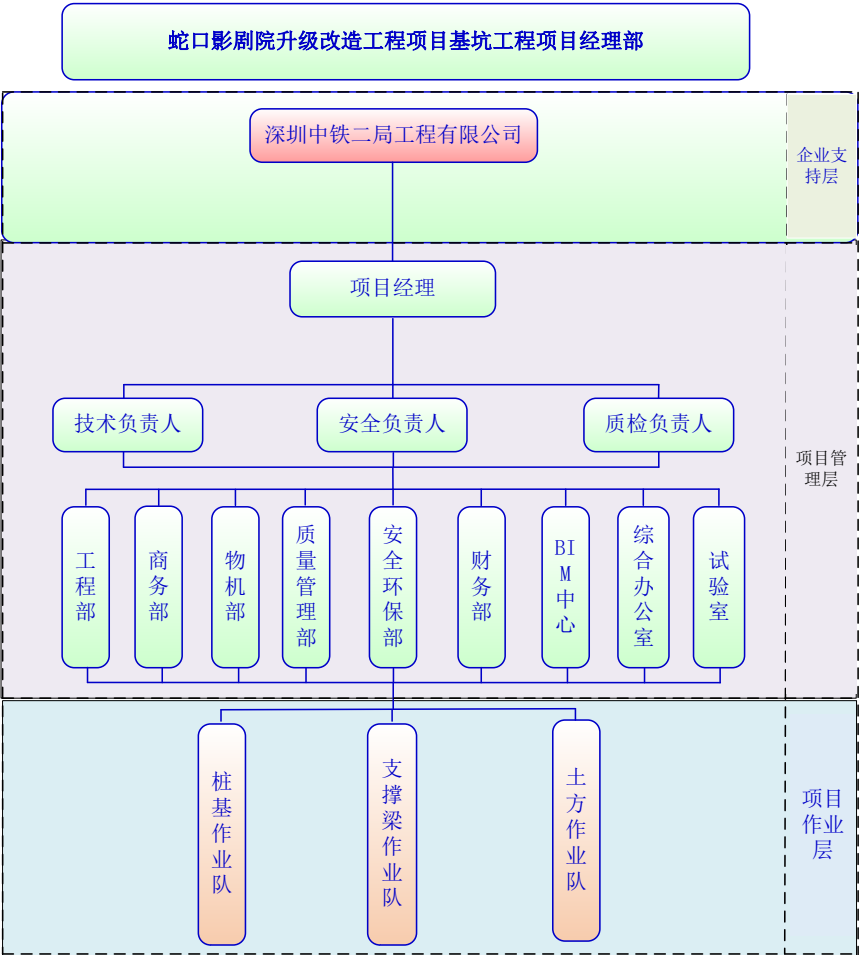 蛇口影剧院升级改造工程项目基坑工程项目经理部
深圳中铁二局工程有限公司
企业支
持层
项目经理
技术负责人
安全负责人
质检负责人
项目管
理层
工程部
商务部
物机部
质量管理部
安全环保部
财务部
BIM中心
综合办公室
试验室
桩基作业队
支撑梁作业队
土方作业队
项目
作业
层